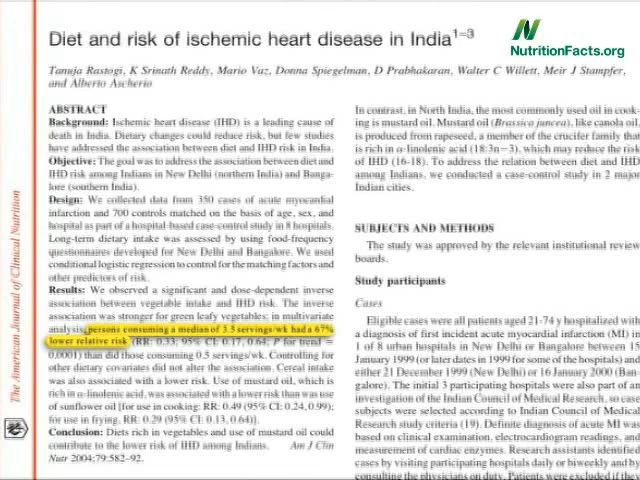 Diet and risk of ischemic heart disease in India1–3
NutritionFacts.org
Tanuja Rastogi, K Srinath Reddy, Mario Vaz, Donna Spiegelman, D Prabhakaran, Walter C Willett, Meir J Stampfer,
and Alberto Ascherio
The American Journal of Clinical Nutrition
ABSTRACT
Background: Ischemic heart disease (IHD) is a leading cause of
death in India. Dietary changes could reduce risk, but few studies
have addressed the association between diet and IHD risk in India.
Objective: The goal was to address the association between diet and
IHD risk among Indians in New Delhi (northern India) and Banga-
lore (southern India).
Design: We collected data from 350 cases of acute myocardial
infarction and 700 controls matched on the basis of age, sex, and
hospital as part of a hospital-based case-control study in 8 hospitals.
Long-term dietary intake was assessed by using food-frequency
questionnaires developed for New Delhi and Bangalore. We used
conditional logistic regression to control for the matching factors and
other predictors of risk.
Results: We observed a significant and dose-dependent inverse
association between vegetable intake and IHD risk. The inverse
association was stronger for green leafy vegetables; in multivariate
analysis, persons consuming a median of 3.5 servings/wk had a 67%
lower relative risk (RR: 0.33; 95% CI: 0.17, 0.64; P for trend =
0.0001) than did those consuming 0.5 servings/wk. Controlling for
other dietary covariates did not alter the association. Cereal intake
was also associated with a lower risk. Use of mustard oil, which is
rich in α-linolenic acid, was associated with a lower risk than was use
of sunflower oil [for use in cooking: RR: 0.49 (95% CI: 0.24, 0.99);
for use in frying, RR: 0.29 (95% CI: 0.13, 0.64)].
Conclusion: Diets rich in vegetables and use of mustard oil could
contribute to the lower risk of IHD among Indians. Am J Clin
Nutr 2004;79:582–92.
In contrast, in North India, the most commonly used oil in cook-
ing is mustard oil. Mustard oil (Brassica juncea), like canola oil,
is produced from rapeseed, a member of the crucifer family that
is rich in α-linolenic acid (18:3n−3), which may reduce the risk
of IHD (16-18). To address the relation between diet and IHD
among Indians, we conducted a case-control study in 2 major
Indian cities.
SUBJECTS AND METHODS
The study was approved by the relevant institutional review
boards.
Study participants
Cases
Eligible cases were all patients aged 21-74 y hospitalized with
a diagnosis of first incident acute myocardial infarction (MI) in
1 of 8 urban hospitals in New Delhi or Bangalore between 15
January 1999 (or later dates in 1999 for some of the hospitals) and
either 21 December 1999 (New Delhi) or 16 January 2000 (Ban-
galore). The initial 3 participating hospitals were also part of an
investigation of the Indian Council of Medical Research, so case
subjects were selected according to Indian Council of Medical
Research study criteria (19). Definite diagnosis of acute MI was
based on clinical examination, electrocardiogram readings, and
measurement of cardiac enzymes. Research assistants identified
cases by visiting participating hospitals daily or biweekly and by
consulting the physicians on duty. Patients were excluded if they